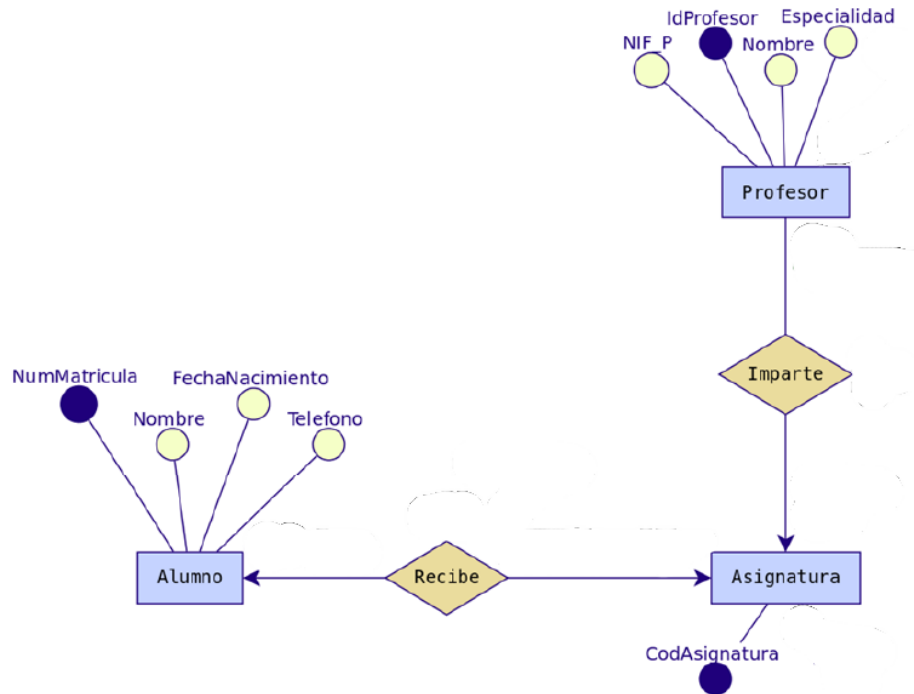 IdProfesor
Especialidad
NIF_P
Nombre
Profesor
Imparte
NumMatricula
FechaNacimiento
Nombre
Telefono
Alumno
Recibe
Asignatura
CodAsignatura